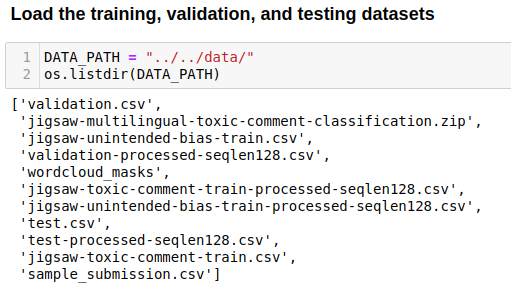 Load the training, validation, and testing datasets
1 DATA_PATH = "../../data/"
2 os.listdir(DATA_PATH)
['validation.csv',
'jigsaw-multilingual-toxic-comment-classification.zip',
'jigsaw-unintended-bias-train.csv',
'validation-processed-seqlen128.csv',
'wordcloud_masks',
'jigsaw-toxic-comment-train-processed-seqlen128.csv',
'jigsaw-unintended-bias-train-processed-seqlen128.csv',
'test.csv',
'test-processed-seqlen128.csv',
'jigsaw-toxic-comment-train.csv',
'sample_submission.csv']